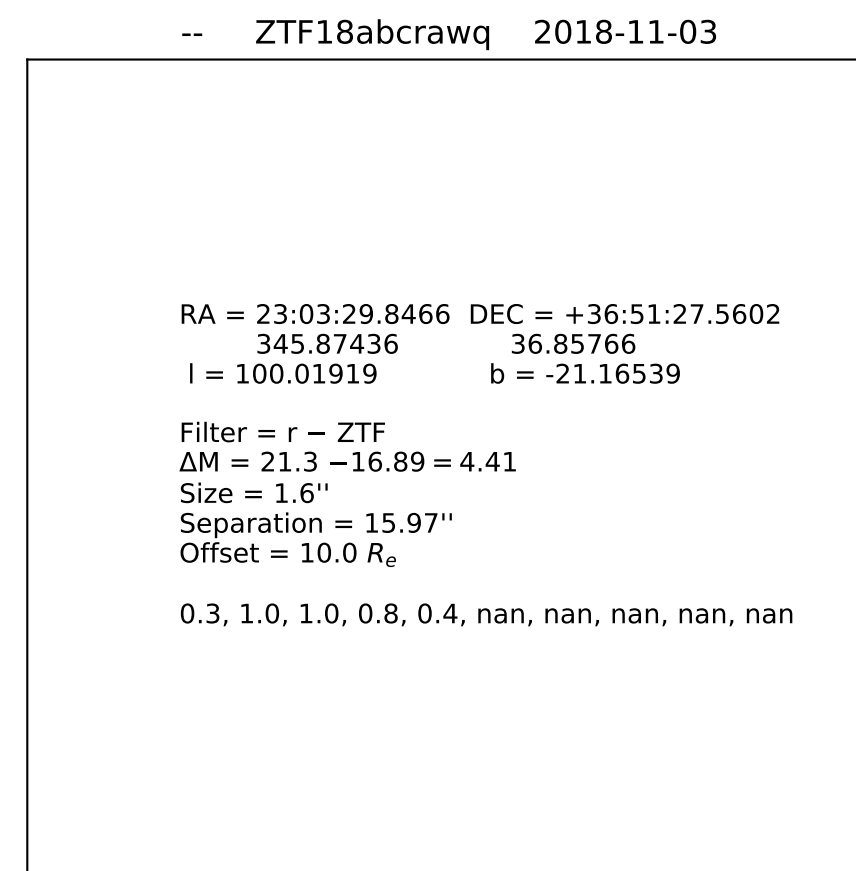 -- ZTF18abcrawq 2018-11-03
RA = 23:03:29.8466 DEC = +36:51:27.5602
345.87436 36.85766
l = 100.01919 b = -21.16539
Filter = r − ZTF
ΔM = 21.3 −16.89 = 4.41
Size = 1.6''
Separation = 15.97''
Offset = 10.0 Re
0.3, 1.0, 1.0, 0.8, 0.4, nan, nan, nan, nan, nan